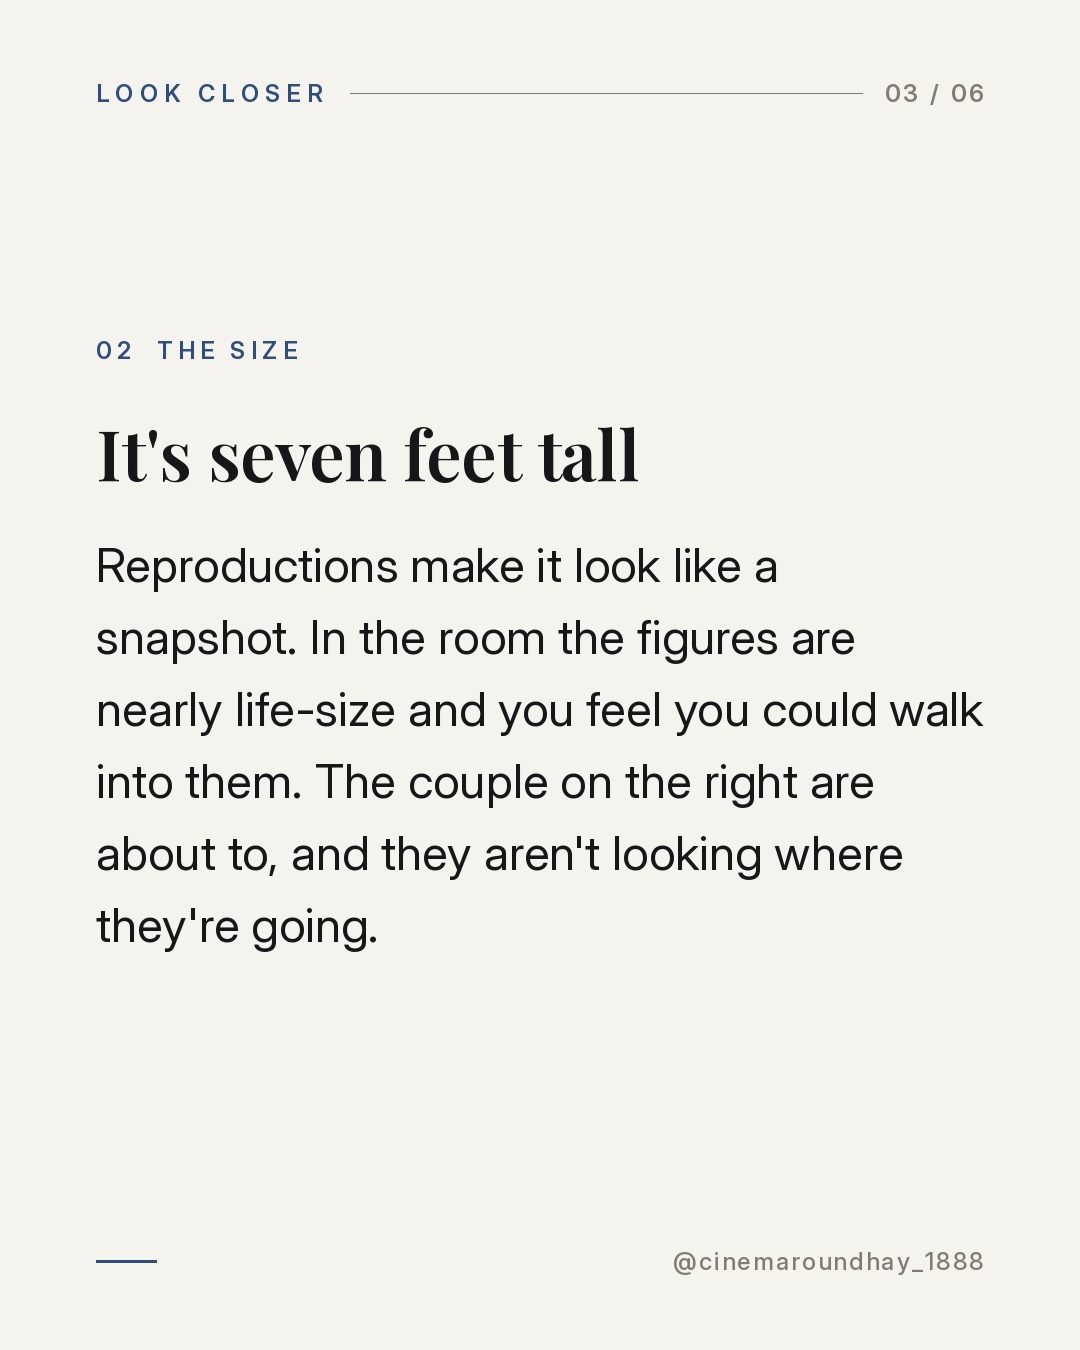 LOOK CLOSER 03 / 06
02 THE SIZE
It's seven feet tall
Reproductions make it look like a
snapshot. In the room the figures are
nearly life-size and you feel you could walk
into them. The couple on the right are
about to, and they aren't looking where
they're going.
@cinemaroundhay_1888